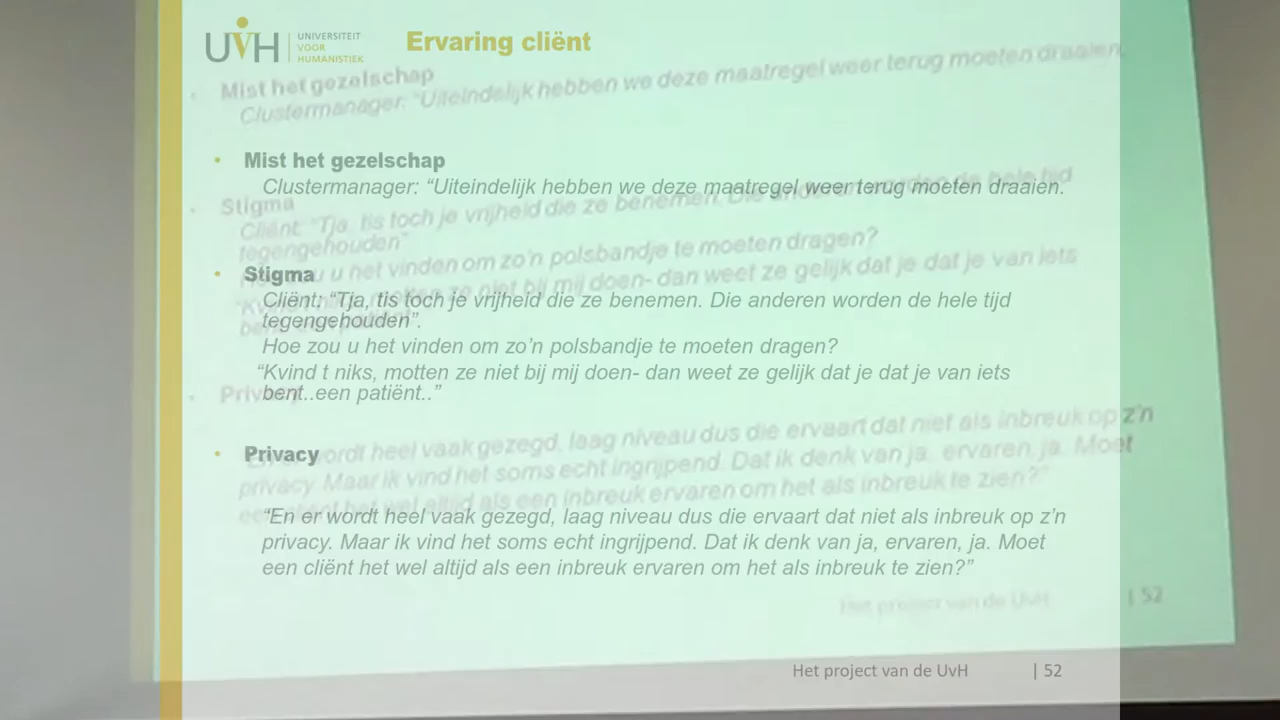 UVH
UNIVERSITEIT
VOOR
HUMANISTIEK
Ervaring cliënt
• Mist het gezelschap
Clustermanager: “Uiteindelijk hebben we deze maatregel weer terug moeten draaien.
• Stigma
Cliënt: “Tja, tis toch je vrijheid die ze benemen. Die anderen worden de hele tijd
tegengehouden”.
Hoe zou u het vinden om zo’n polsbandje te moeten dragen?
“Kvind t niks, motten ze niet bij mij doen- dan weet ze gelijk dat je dat je van iets
bent..een patiënt..”
• Privacy
“En er wordt heel vaak gezegd, laag niveau dus die ervaart dat niet als inbreuk op z’n
privacy. Maar ik vind het soms echt ingrijpend. Dat ik denk van ja, ervaren, ja. Moet
een cliënt het wel altijd als een inbreuk ervaren om het als inbreuk te zien?”
Het project van de UvH | 52